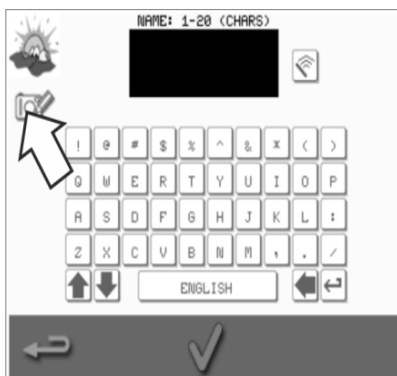 NAME: 1-20 (CHARS)
! @ # $ % ^ & * ( )
Q W E R T Y U I O P
A S D F G H J K L :
Z X C V B N M , . /
ENGLISH